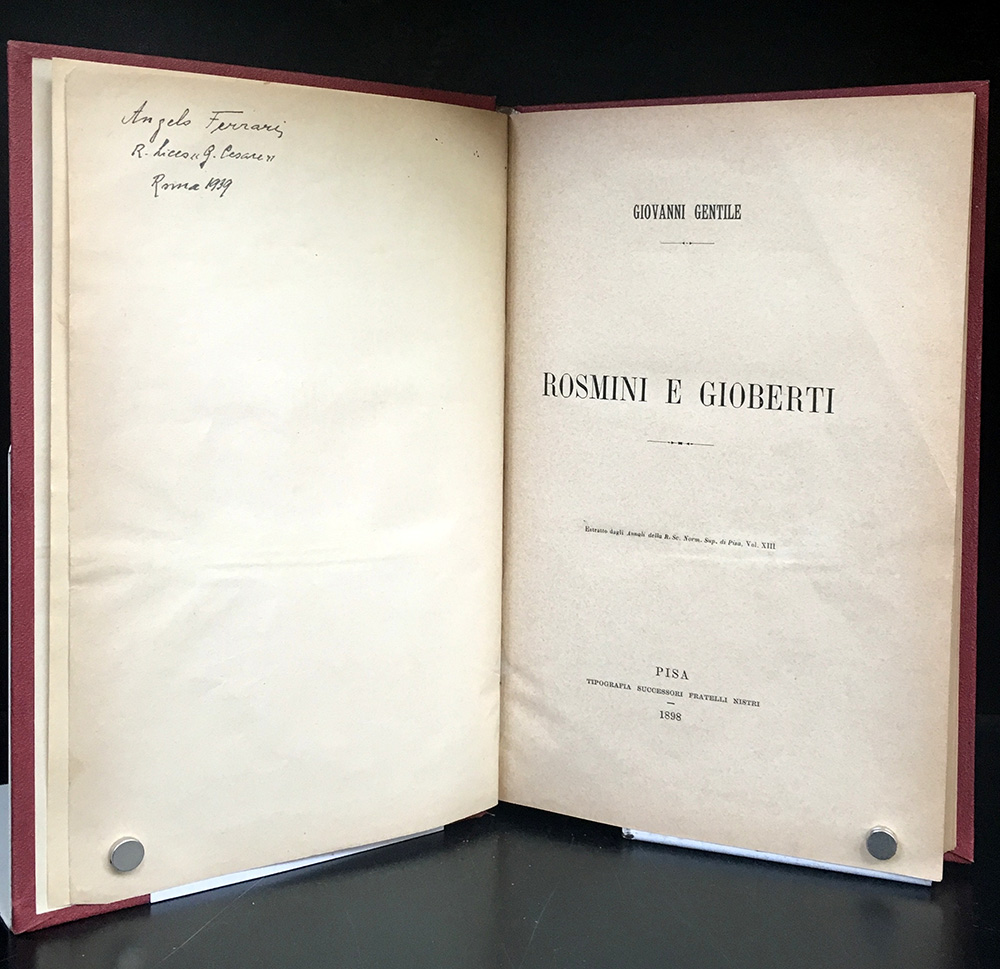 Angelo Ferrari
R. Liceo « G. Cesare »
Roma 1939
GIOVANNI GENTILE
ROSMINI E GIOBERTI
Estratto dagli Annali della R. Sc. Norm. Sup. di Pisa, Vol. XIII
PISA
TIPOGRAFIA SUCCESSORI FRATELLI NISTRI
1898